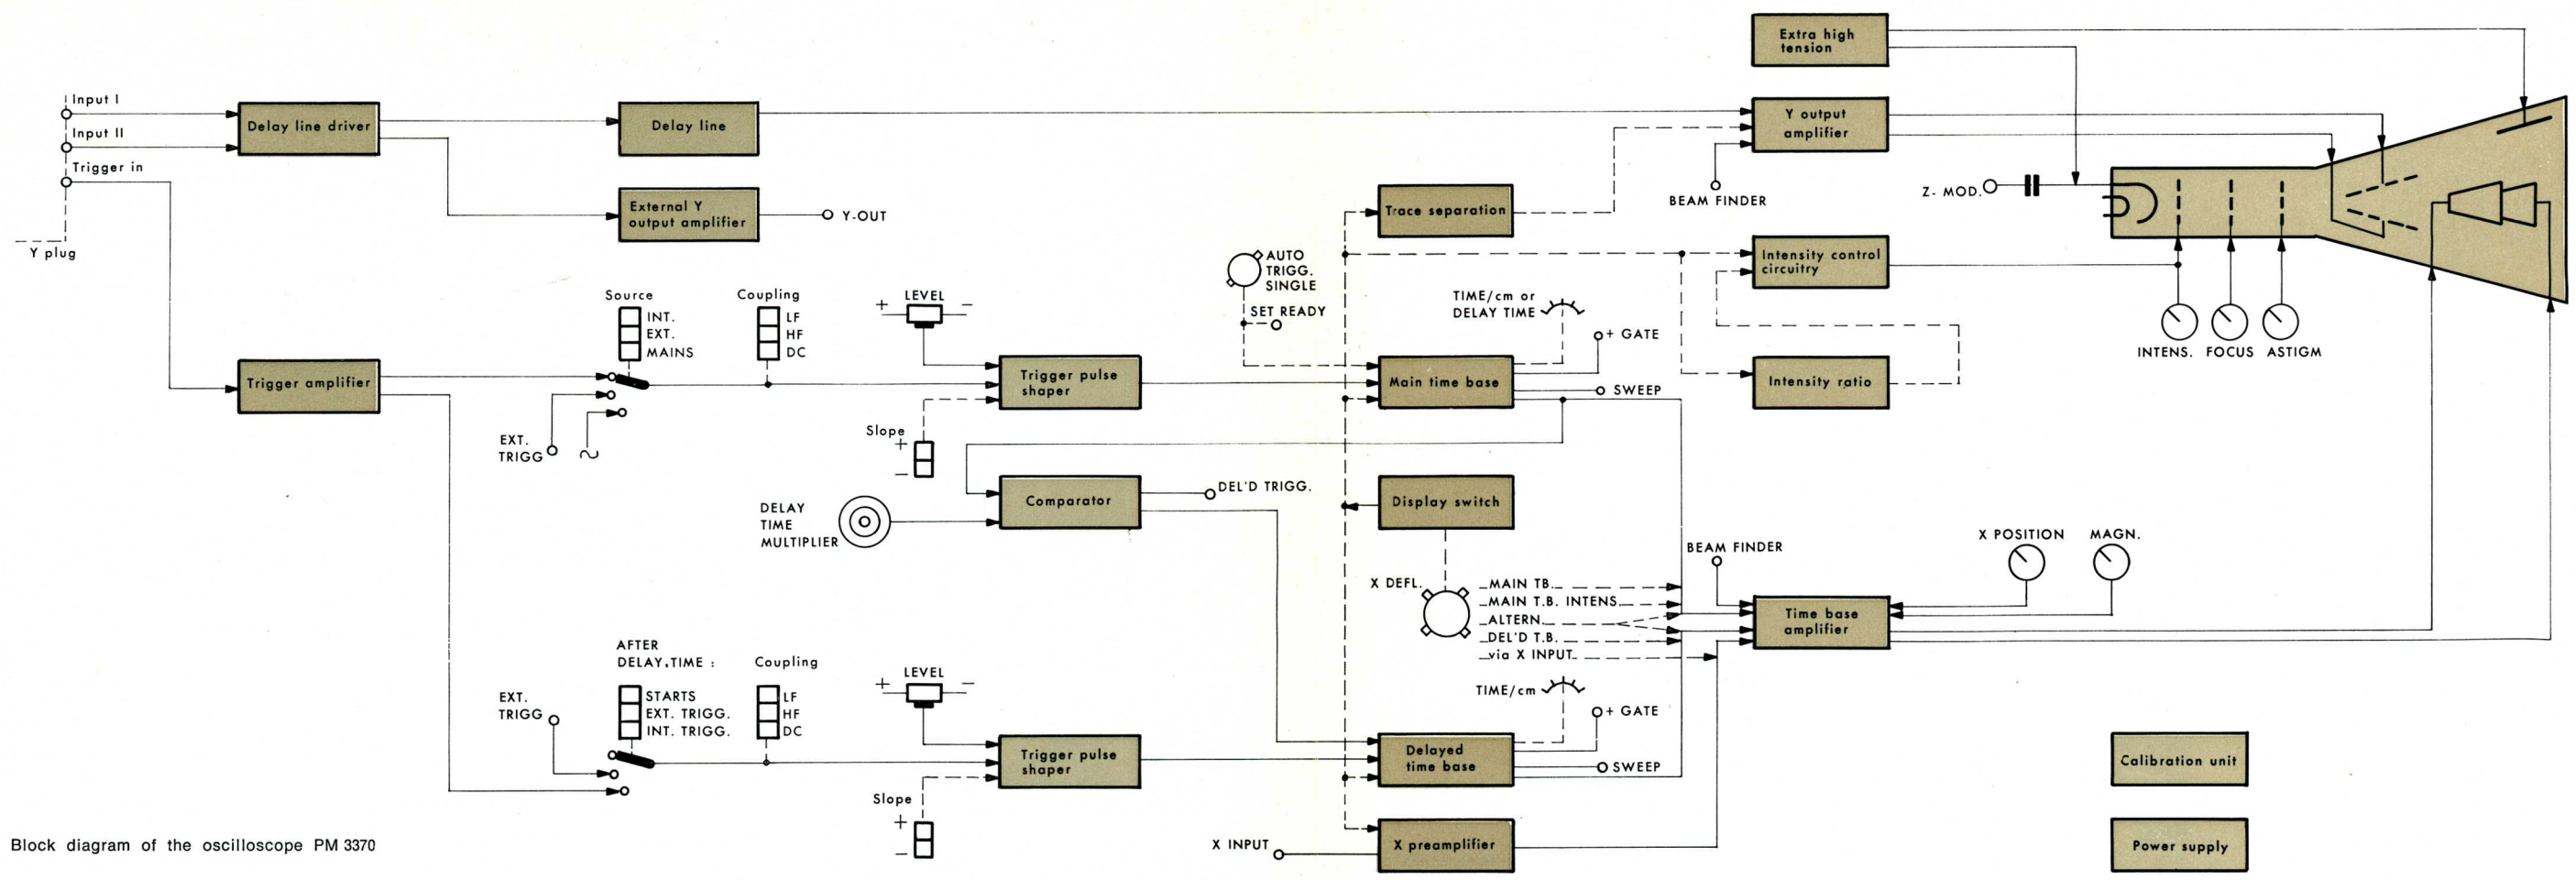 Extra high
tension
Input I
Input II
Trigger in
Y plug
Delay line driver
Delay line
External Y
output amplifier
Y-OUT
Y output
amplifier
BEAM FINDER
Z- MOD.
Trace separation
Intensity control
circuitry
Intensity ratio
INTENS.
FOCUS
ASTIGM
AUTO
TRIGG.
SINGLE
SET READY
TIME/cm or
DELAY TIME
+ GATE
SWEEP
Main time base
Source
INT.
EXT.
MAINS
Coupling
LF
HF
DC
+ LEVEL −
Trigger amplifier
Trigger pulse
shaper
EXT.
TRIGG
~
Slope
+
−
DELAY
TIME
MULTIPLIER
Comparator
DEL'D TRIGG.
Display switch
X DEFL.
MAIN TB.
MAIN T.B. INTENS.
ALTERN.
DEL'D T.B.
via X INPUT
BEAM FINDER
X POSITION
MAGN.
Time base
amplifier
AFTER
DELAY.TIME :
STARTS
EXT. TRIGG.
INT. TRIGG.
Coupling
LF
HF
DC
EXT.
TRIGG
+ LEVEL −
Trigger pulse
shaper
Slope
+
−
TIME/cm
+ GATE
SWEEP
Delayed
time base
X INPUT
X preamplifier
Calibration unit
Power supply
Block diagram of the oscilloscope PM 3370